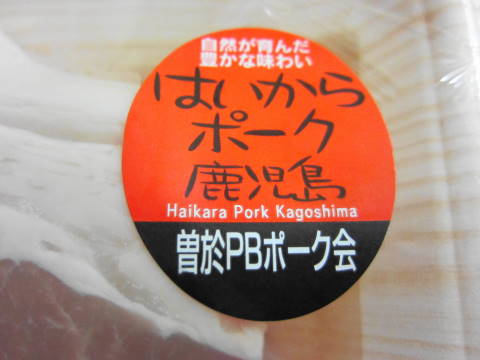 自然が育んだ
豊かな味わい
はいから
ポーク
鹿児島
Haikara Pork Kagoshima
曽於PBポーク会